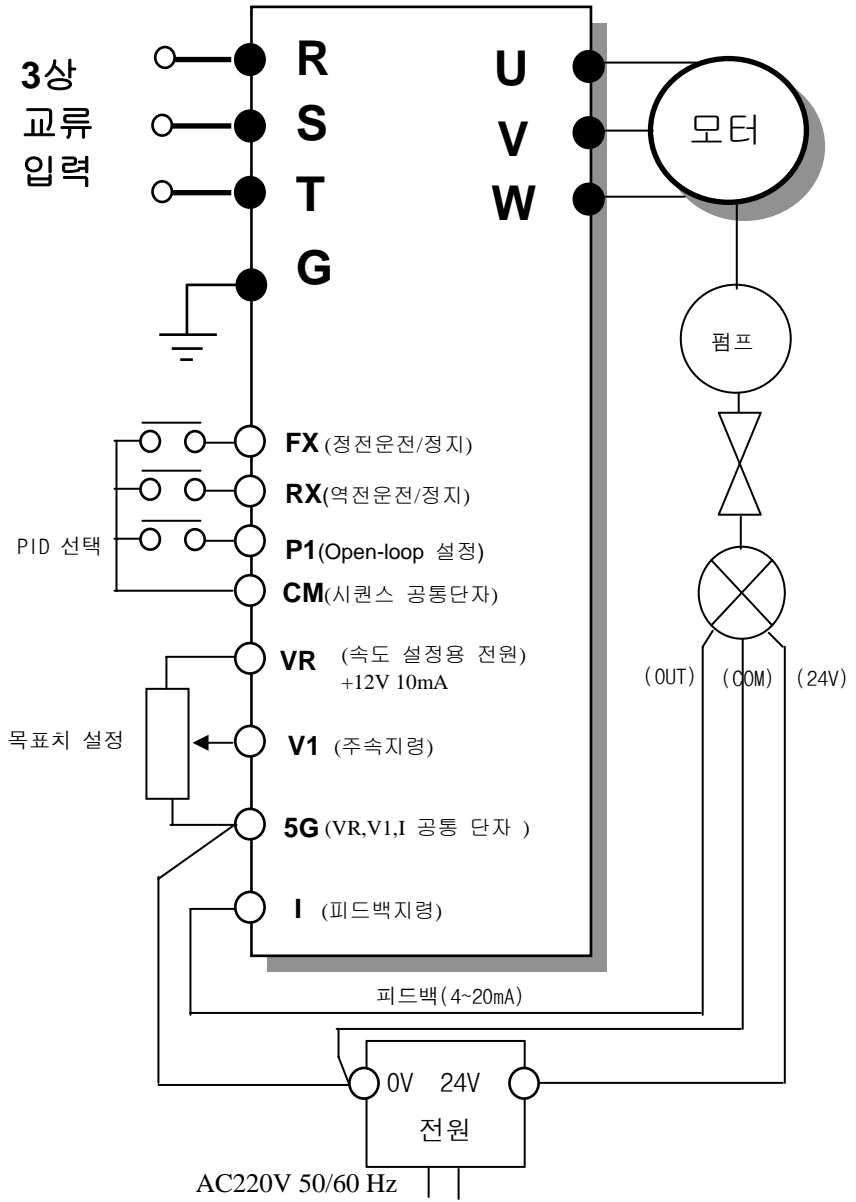 3상
교류
입력
R
S
T
G
U
V
W
모터
펌프
FX (정전운전/정지)
RX(역전운전/정지)
P1(Open-loop 설정)
CM(시퀀스 공통단자)
PID 선택
VR (속도 설정용 전원)
+12V 10mA
V1 (주속지령)
목표치 설정
5G (VR,V1,I 공통 단자 )
I (피드백지령)
(OUT) (COM) (24V)
피드백(4~20mA)
0V 24V
전원
AC220V 50/60 Hz